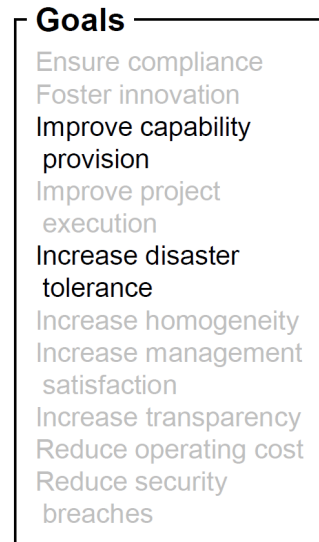 Goals
Ensure compliance
Foster innovation
Improve capability
provision
Improve project
execution
Increase disaster
tolerance
Increase homogeneity
Increase management
satisfaction
Increase transparency
Reduce operating cost
Reduce security
breaches